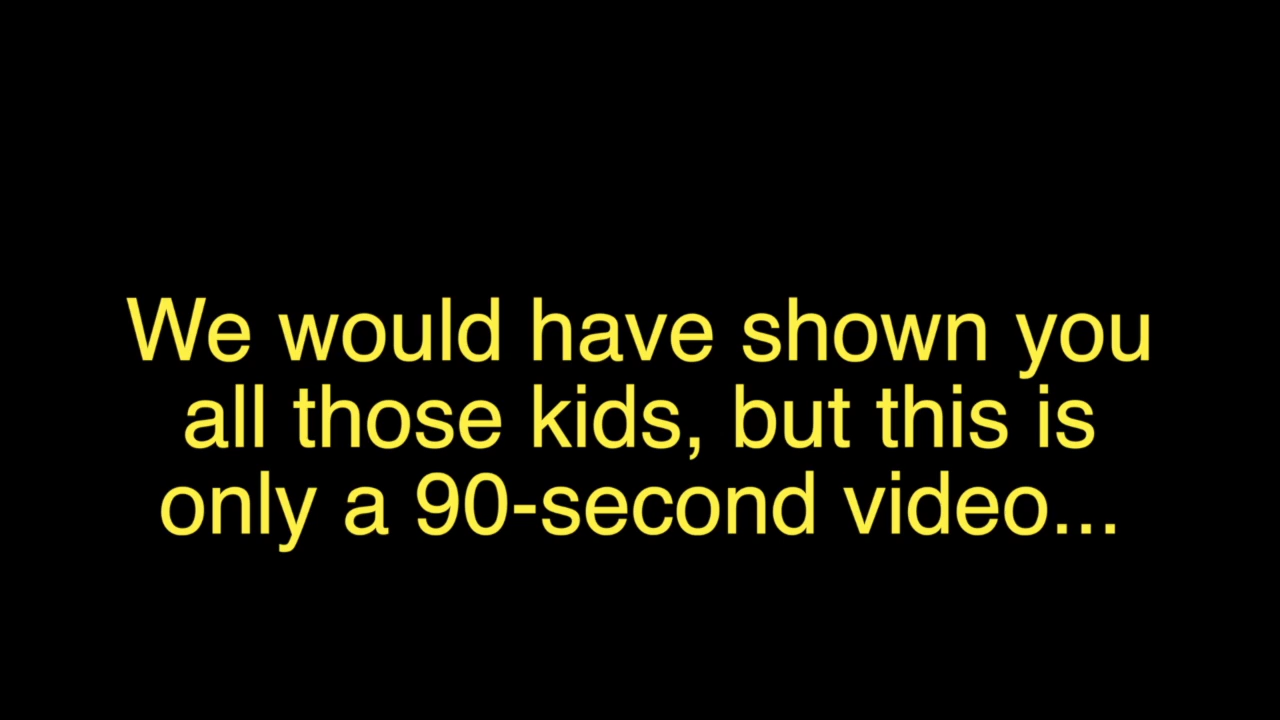 We would have shown you
all those kids, but this is
only a 90-second video...